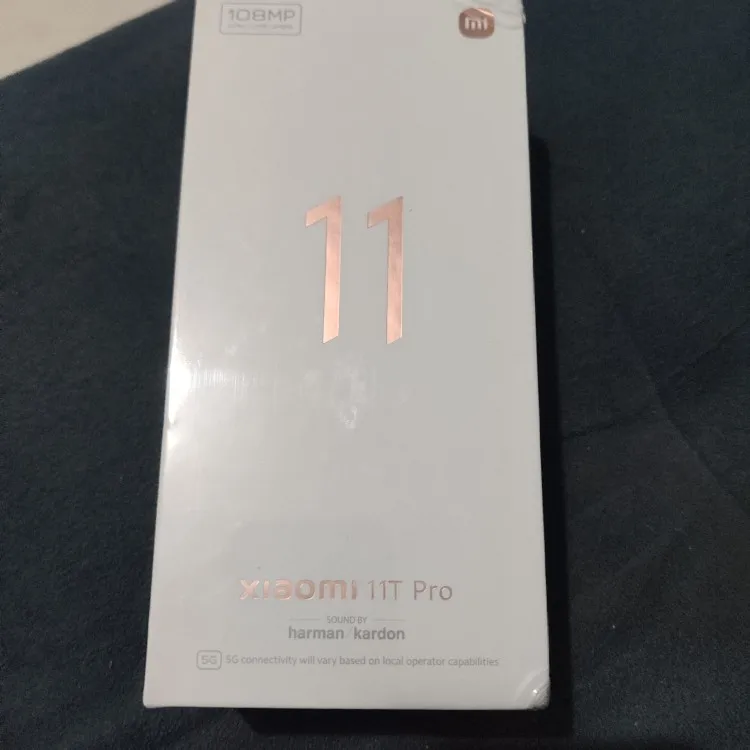 108MP
mi
11
xiaomi 11T Pro
SOUND BY
harman / kardon
5G 5G connectivity will vary based on local operator capabilities